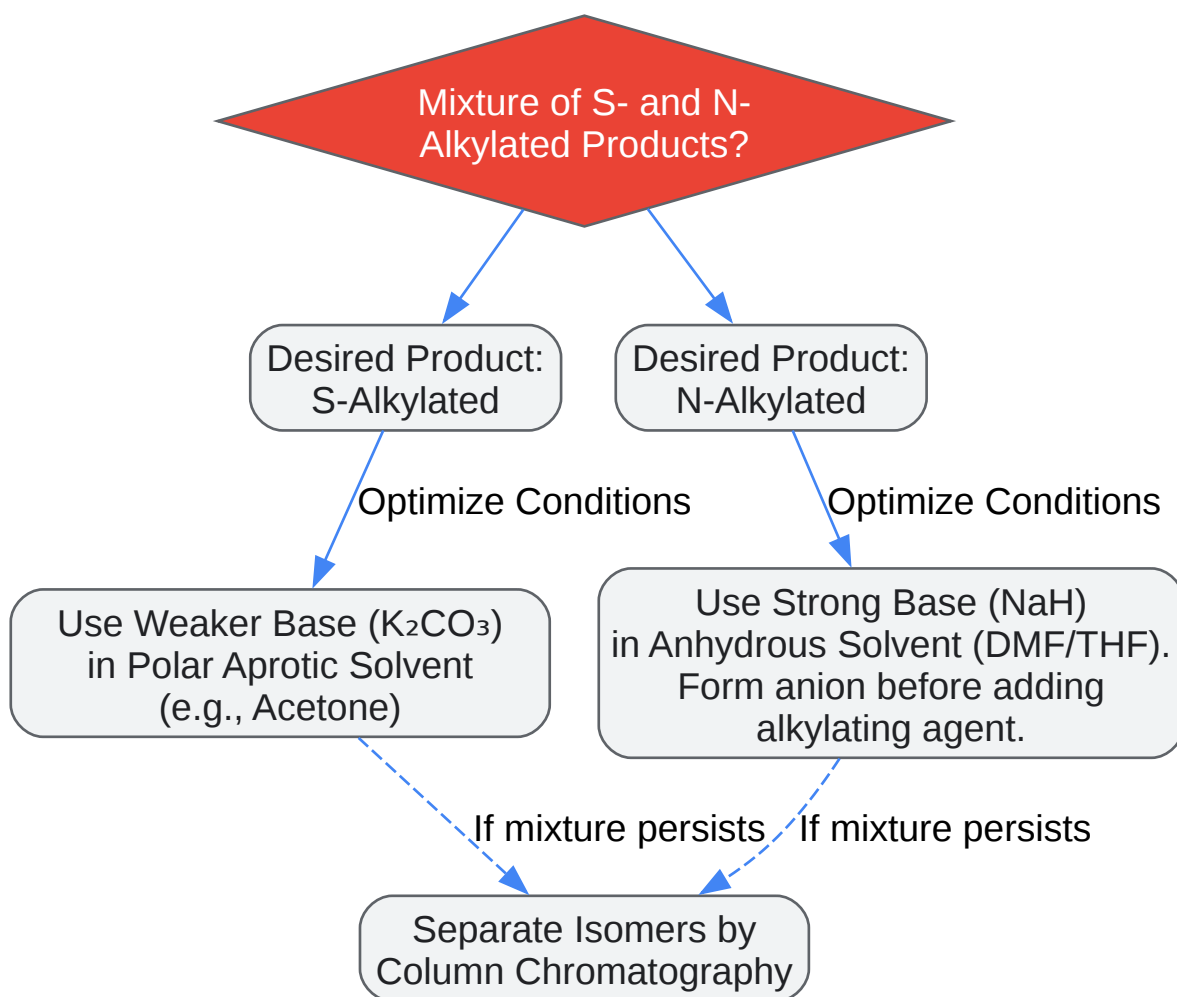 Mixture of S- and N-
Alkylated Products?
Desired Product:
S-Alkylated
Desired Product:
N-Alkylated
Optimize Conditions
Optimize Conditions
Use Weaker Base (K₂CO₃)
in Polar Aprotic Solvent
(e.g., Acetone)
Use Strong Base (NaH)
in Anhydrous Solvent (DMF/THF).
Form anion before adding
alkylating agent.
If mixture persists
If mixture persists
Separate Isomers by
Column Chromatography